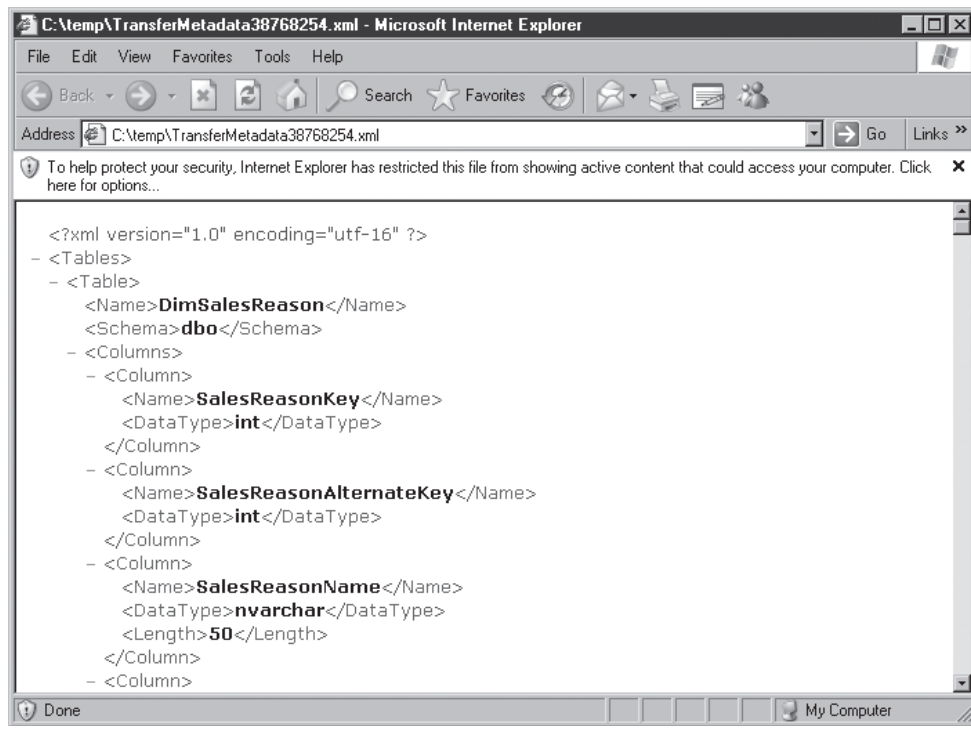 C:\temp\TransferMetadata38768254.xml - Microsoft Internet Explorer
File Edit View Favorites Tools Help
Back Search Favorites
Address C:\temp\TransferMetadata38768254.xml Go Links »
To help protect your security, Internet Explorer has restricted this file from showing active content that could access your computer. Click
here for options...
<?xml version="1.0" encoding="utf-16" ?>
- <Tables>
- <Table>
<Name>DimSalesReason</Name>
<Schema>dbo</Schema>
- <Columns>
- <Column>
<Name>SalesReasonKey</Name>
<DataType>int</DataType>
</Column>
- <Column>
<Name>SalesReasonAlternateKey</Name>
<DataType>int</DataType>
</Column>
- <Column>
<Name>SalesReasonName</Name>
<DataType>nvarchar</DataType>
<Length>50</Length>
</Column>
- <Column>
Done My Computer